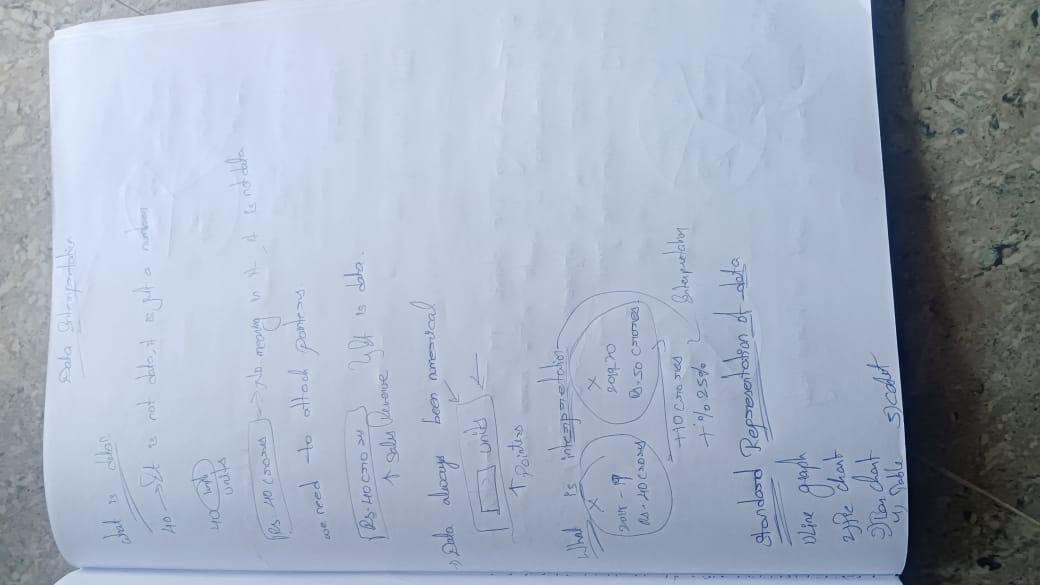 Data Interpretation
what is data
40 → It is not data, it is just a number
40
units
Rs. 40 crores → No meaning in it, it is not data
we need to attach pointers
Rs. 40 crores It is data.
↑ Sales Revenue
→ Data always been numerical
units
↑ Pointers
What is interpretation
X X
2018-19 2019-20
Rs. 40 crores Rs. 50 crores
+10 crores Interpretation
+ % 25%
Standard Representation of data
1) Line graph
2) Pie chart
3) Bar chart
4) Table 5) Caselet